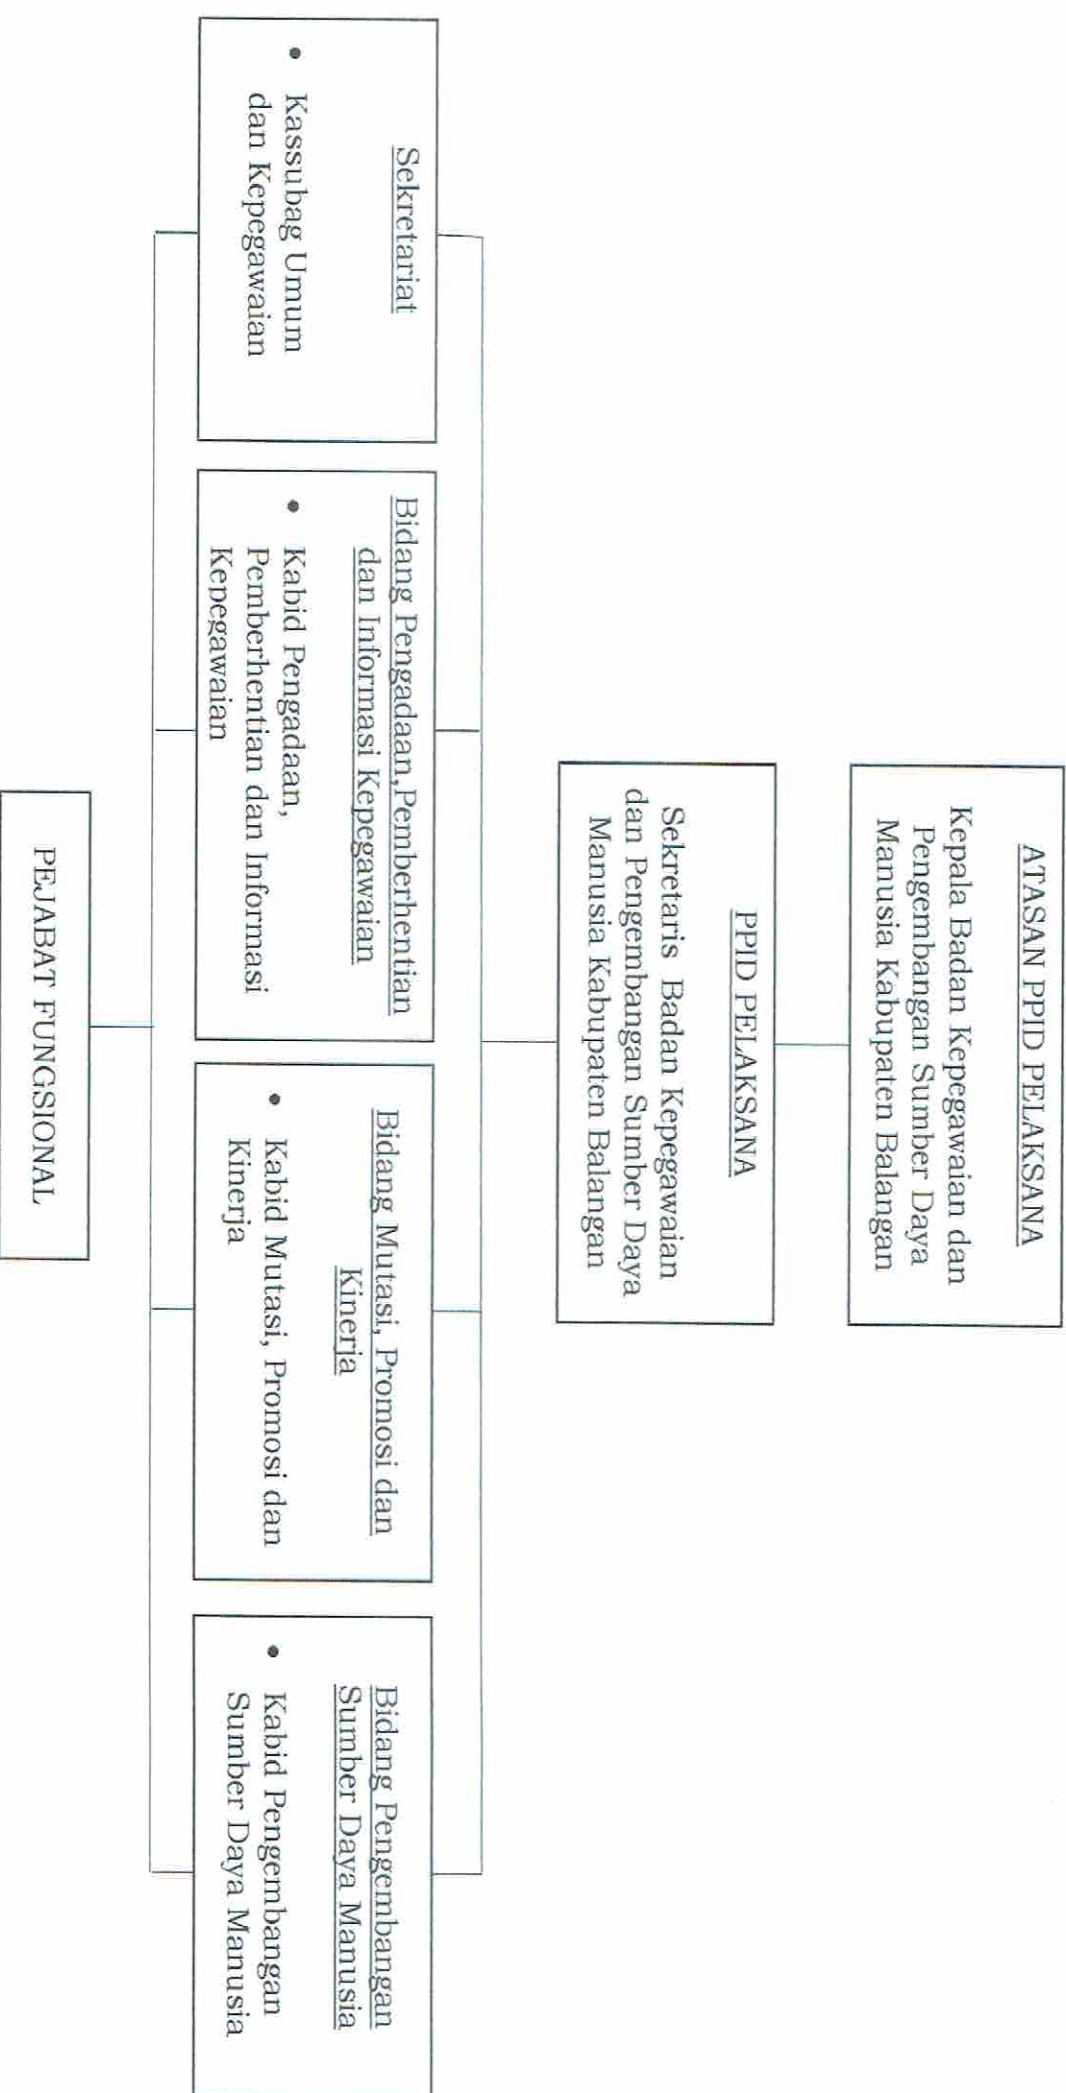 ATASAN PPID PELAKSANA
Kepala Badan Kepegawaian dan
Pengembangan Sumber Daya
Manusia Kabupaten Balangan
PPID PELAKSANA
Sekretaris Badan Kepegawaian
dan Pengembangan Sumber Daya
Manusia Kabupaten Balangan
Sekretariat
• Kassubag Umum
dan Kepegawaian
Bidang Pengadaan,Pemberhentian
dan Informasi Kepegawaian
• Kabid Pengadaan,
Pemberhentian dan Informasi
Kepegawaian
Bidang Mutasi, Promosi dan
Kinerja
• Kabid Mutasi, Promosi dan
Kinerja
Bidang Pengembangan
Sumber Daya Manusia
• Kabid Pengembangan
Sumber Daya Manusia
PEJABAT FUNGSIONAL